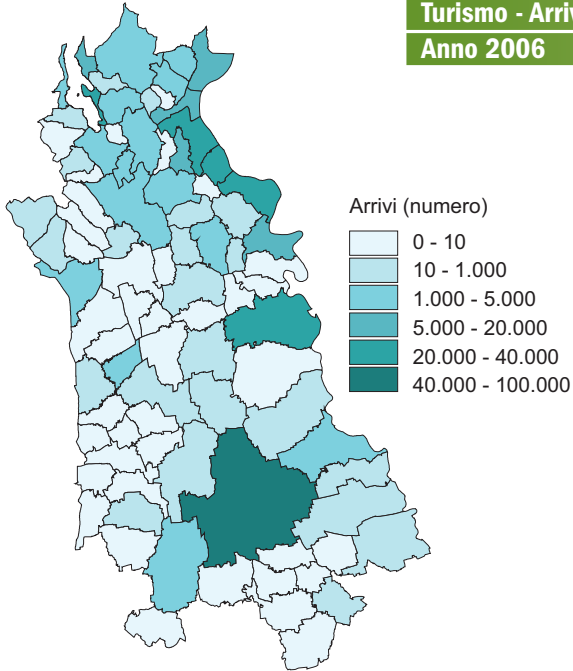 Turismo - Arriv
Anno 2006
Arrivi (numero)
0 - 10
10 - 1.000
1.000 - 5.000
5.000 - 20.000
20.000 - 40.000
40.000 - 100.000